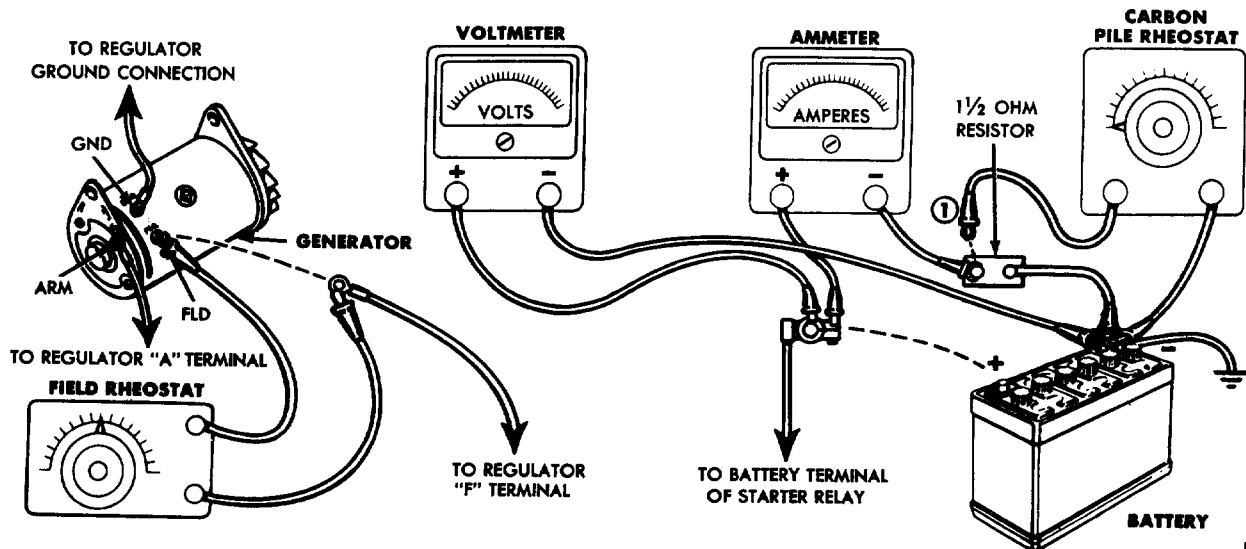 TO REGULATOR
GROUND CONNECTION
GND
ARM
FLD
GENERATOR
TO REGULATOR "A" TERMINAL
FIELD RHEOSTAT
TO REGULATOR
"F" TERMINAL
VOLTMETER
VOLTS
+ -
AMMETER
AMPERES
+ -
1
1½ OHM
RESISTOR
CARBON
PILE RHEOSTAT
TO BATTERY TERMINAL
OF STARTER RELAY
+ -
BATTERY